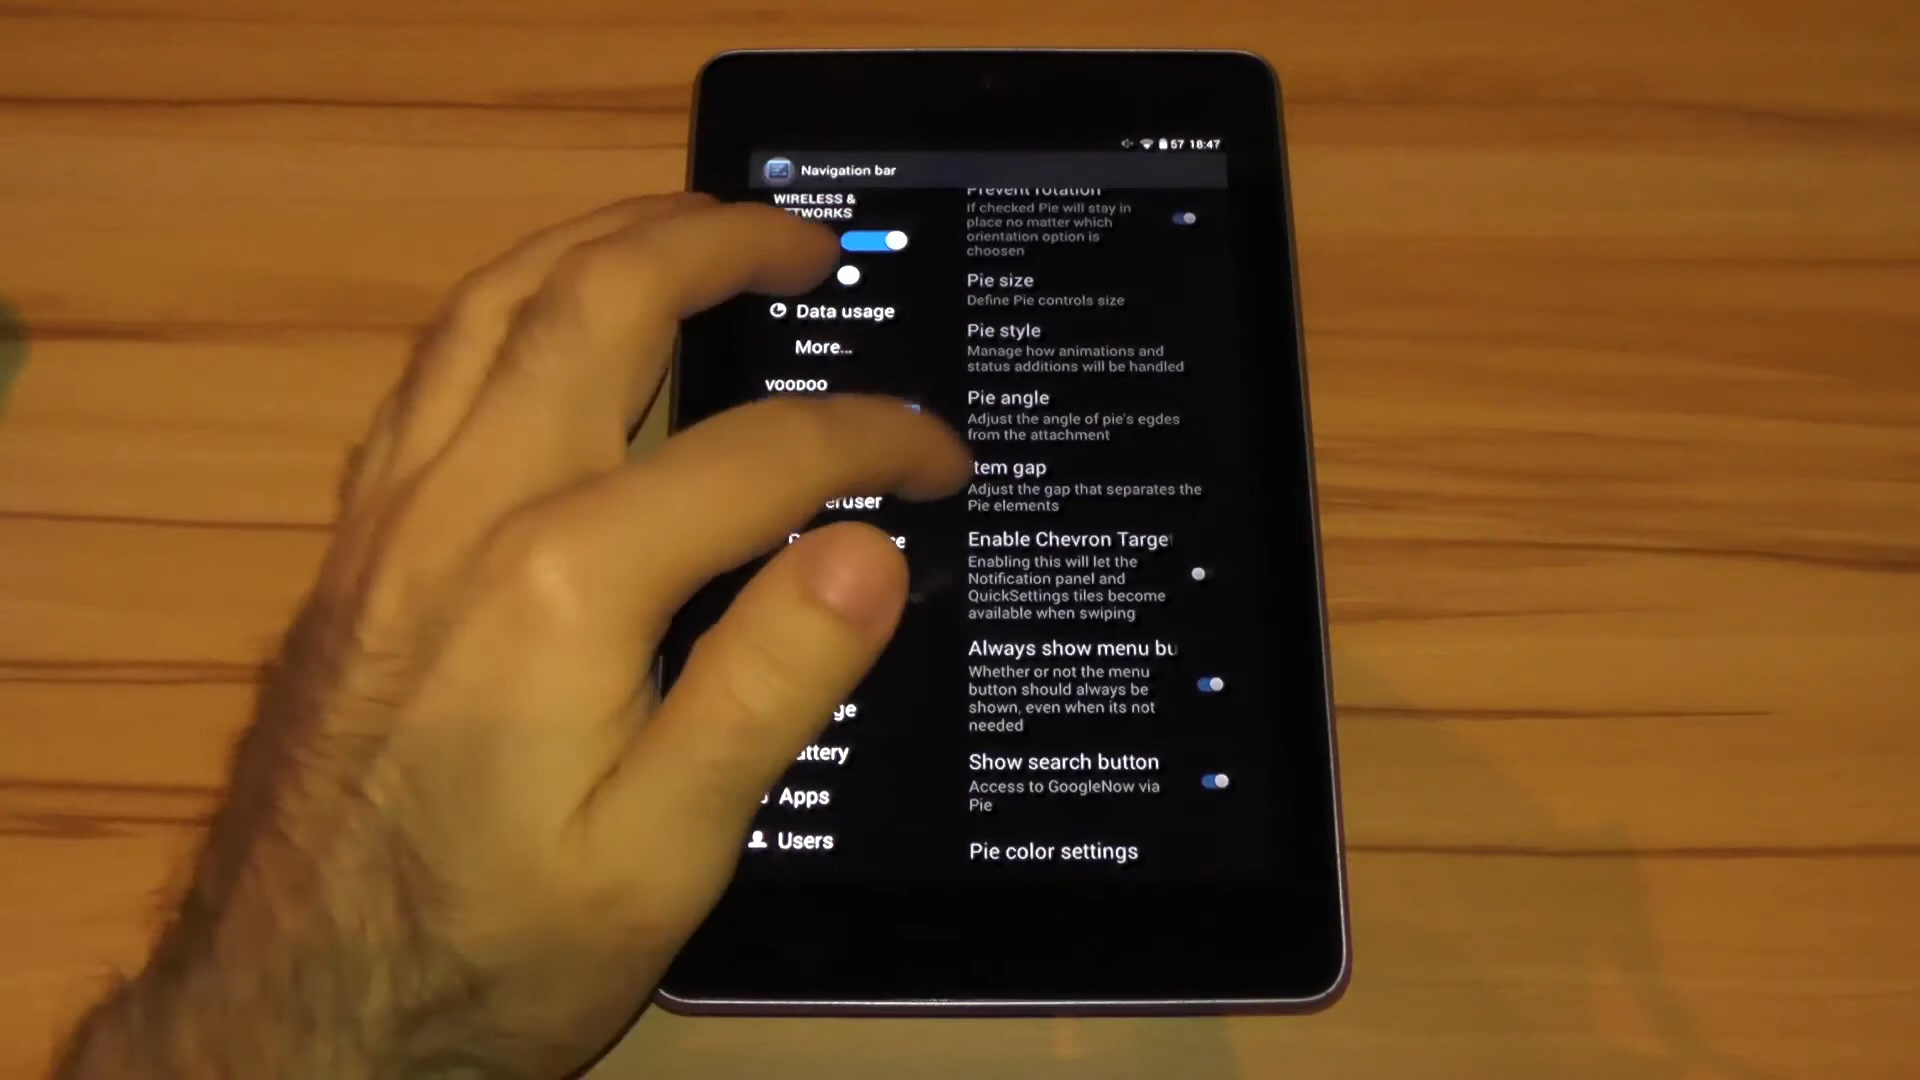 57 18:47
Navigation bar
WIRELESS &
Data usage
More...
VOODOO
Apps
Users
Prevent rotation
If checked Pie will stay in
place no matter which
orientation option is
choosen
Pie size
Define Pie controls size
Pie style
Manage how animations and
status additions will be handled
Pie angle
Adjust the angle of pie's egdes
from the attachment
tem gap
Adjust the gap that separates the
Pie elements
Enable Chevron Targe
Enabling this will let the
Notification panel and
QuickSettings tiles become
available when swiping
Always show menu bu
Whether or not the menu
button should always be
shown, even when its not
needed
Show search button
Access to GoogleNow via
Pie
Pie color settings